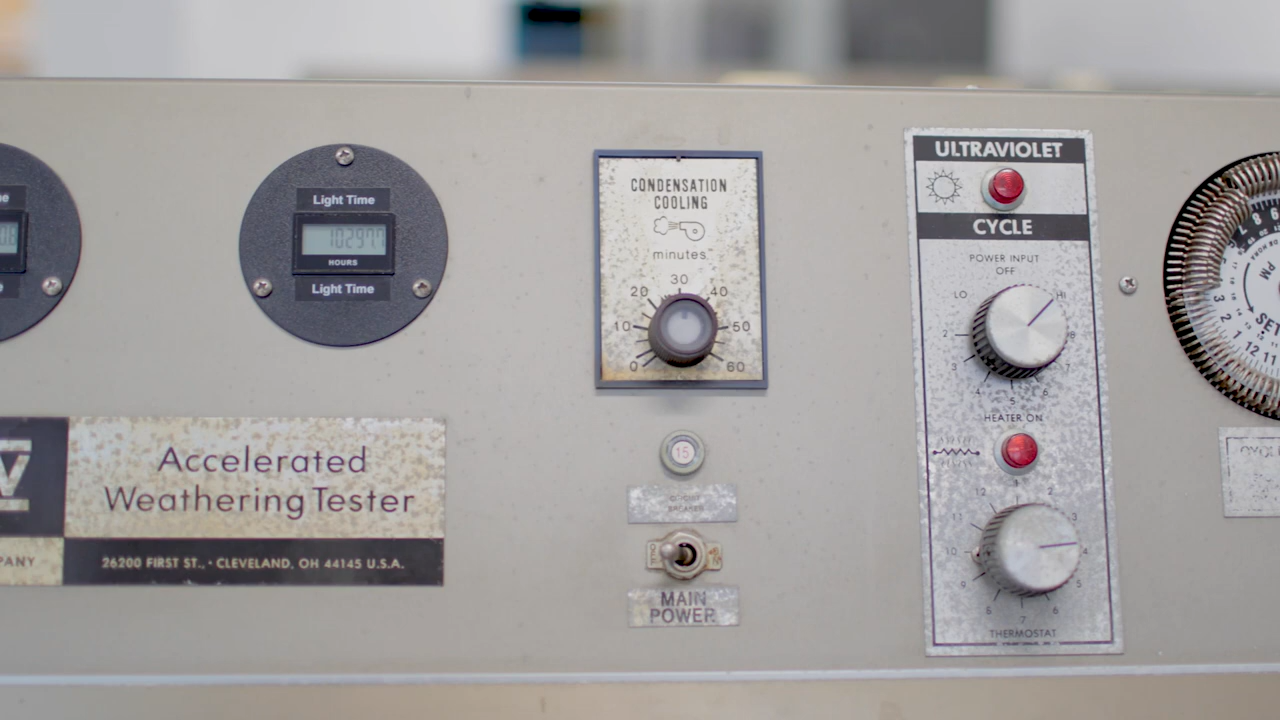 Light Time
HOURS
Light Time
Accelerated
Weathering Tester
PANY
26200 FIRST ST., • CLEVELAND, OH 44145 U.S.A.
CONDENSATION
COOLING
minutes
0 10 20 30 40 50 60
15
CIRCUIT
BREAKER
MAIN
POWER
ULTRAVIOLET
CYCLE
POWER INPUT
OFF
LO HI
2 3 4 5 6 7 8
HEATER ON
1 2 3 4 5 6 7 8 9 10 11 12
THERMOSTAT
PM